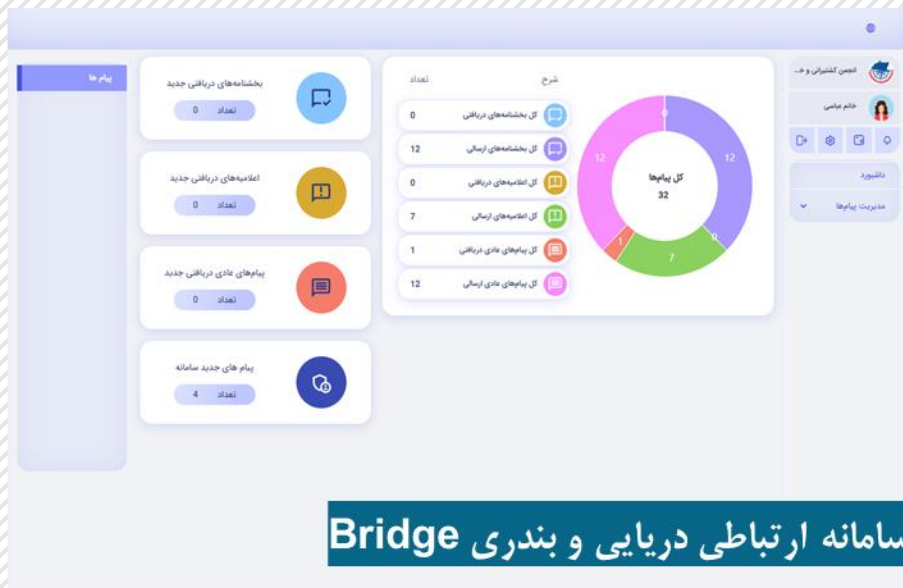 انجمن کشتیرانی و خ...
خانم عباسی
داشبورد
مدیریت پیام‌ها
شرح تعداد
کل بخشنامه‌های دریافتی 0
کل بخشنامه‌های ارسالی 12
کل اعلامیه‌های دریافتی 0
کل اعلامیه‌های ارسالی 7
کل پیام‌های عادی دریافتی 1
کل پیام‌های عادی ارسالی 12
کل پیام‌ها
32
0
12
12
0
7
1
بخشنامه‌های دریافتی جدید
تعداد 0
اعلامیه‌های دریافتی جدید
تعداد 0
پیام‌های عادی دریافتی جدید
تعداد 0
پیام های جدید سامانه
تعداد 4
پیام ها
سامانه ارتباطی دریایی و بندری Bridge